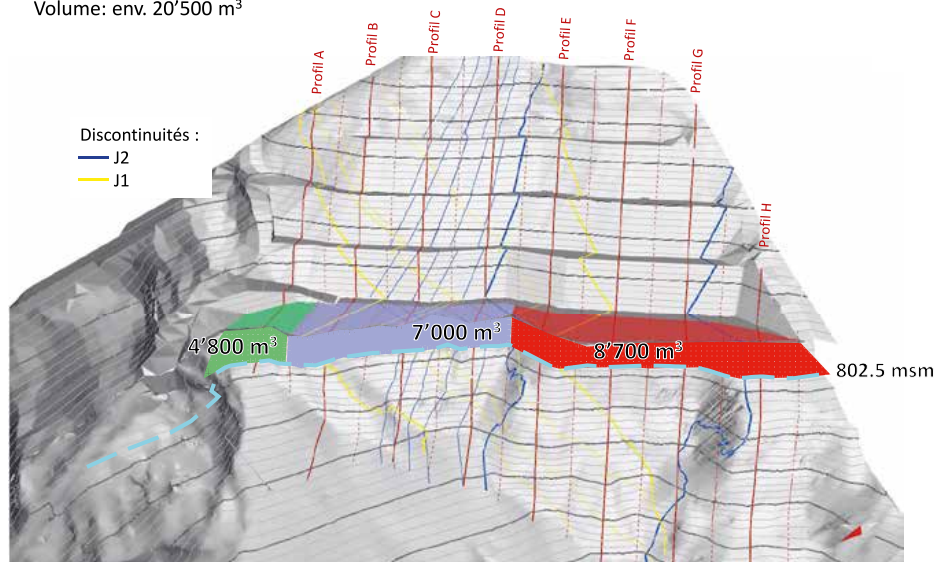 Volume: env. 20’500 m³
Profil A
Profil B
Profil C
Profil D
Profil E
Profil F
Profil G
Profil H
Discontinuités :
J2
J1
4’800 m³
7’000 m³
8’700 m³
802.5 msm